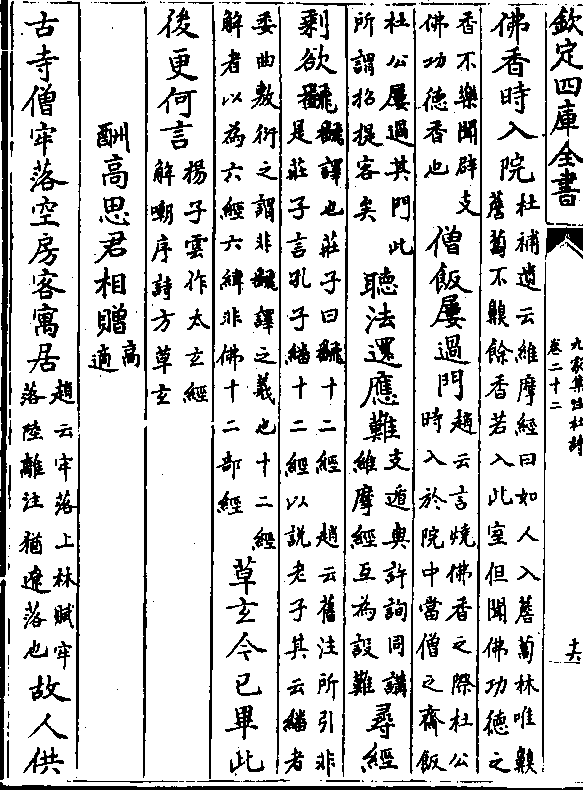 欽定四庫全書
九家集注杜詩
卷二十二
十六
佛香時入院
杜補遺云維摩經曰如人入薝蔔林唯齅
薝蔔不齅餘香若入此室但聞佛功徳之
香不樂聞辟支
佛功徳香也
僧飯屢過門
趙云言燒佛香之際杜公
時入於院中當僧之齋飯
杜公屢過其門此
所謂招提客矣
聽法還應難
支遁與許詢同講
維摩經互為設難
尋經
剩欲飜
飜譯也莊子曰飜十二經 趙云舊注所引非
是莊子言孔子繙十二經以說老子其云繙者
委曲敷衍之謂非飜譯之義也十二經
解者以為六經六緯非佛十二部經
草玄今已畢此
後更何言
揚子雲作太玄經
解嘲序詩方草玄
酬高思君相贈
高適
古寺僧牢落空房客寓居
趙云牢落上林賦牢
落陸離注猶遼落也
故人供